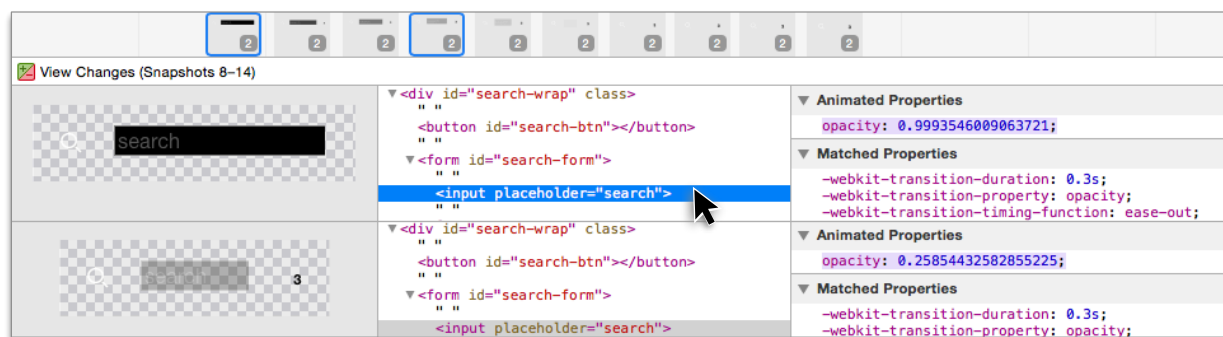 2 2 2 2 2 2 2 2 2 2
View Changes (Snapshots 8–14)
search
▼<div id="search-wrap" class>
" "
<button id="search-btn"></button>
" "
▼<form id="search-form">
" "
<input placeholder="search">
" "
▼ Animated Properties
opacity: 0.9993546009063721;
▼ Matched Properties
-webkit-transition-duration: 0.3s;
-webkit-transition-property: opacity;
-webkit-transition-timing-function: ease-out;
search
3
▼<div id="search-wrap" class>
" "
<button id="search-btn"></button>
" "
▼<form id="search-form">
" "
<input placeholder="search">
▼ Animated Properties
opacity: 0.25854432582855225;
▼ Matched Properties
-webkit-transition-duration: 0.3s;
-webkit-transition-property: opacity;